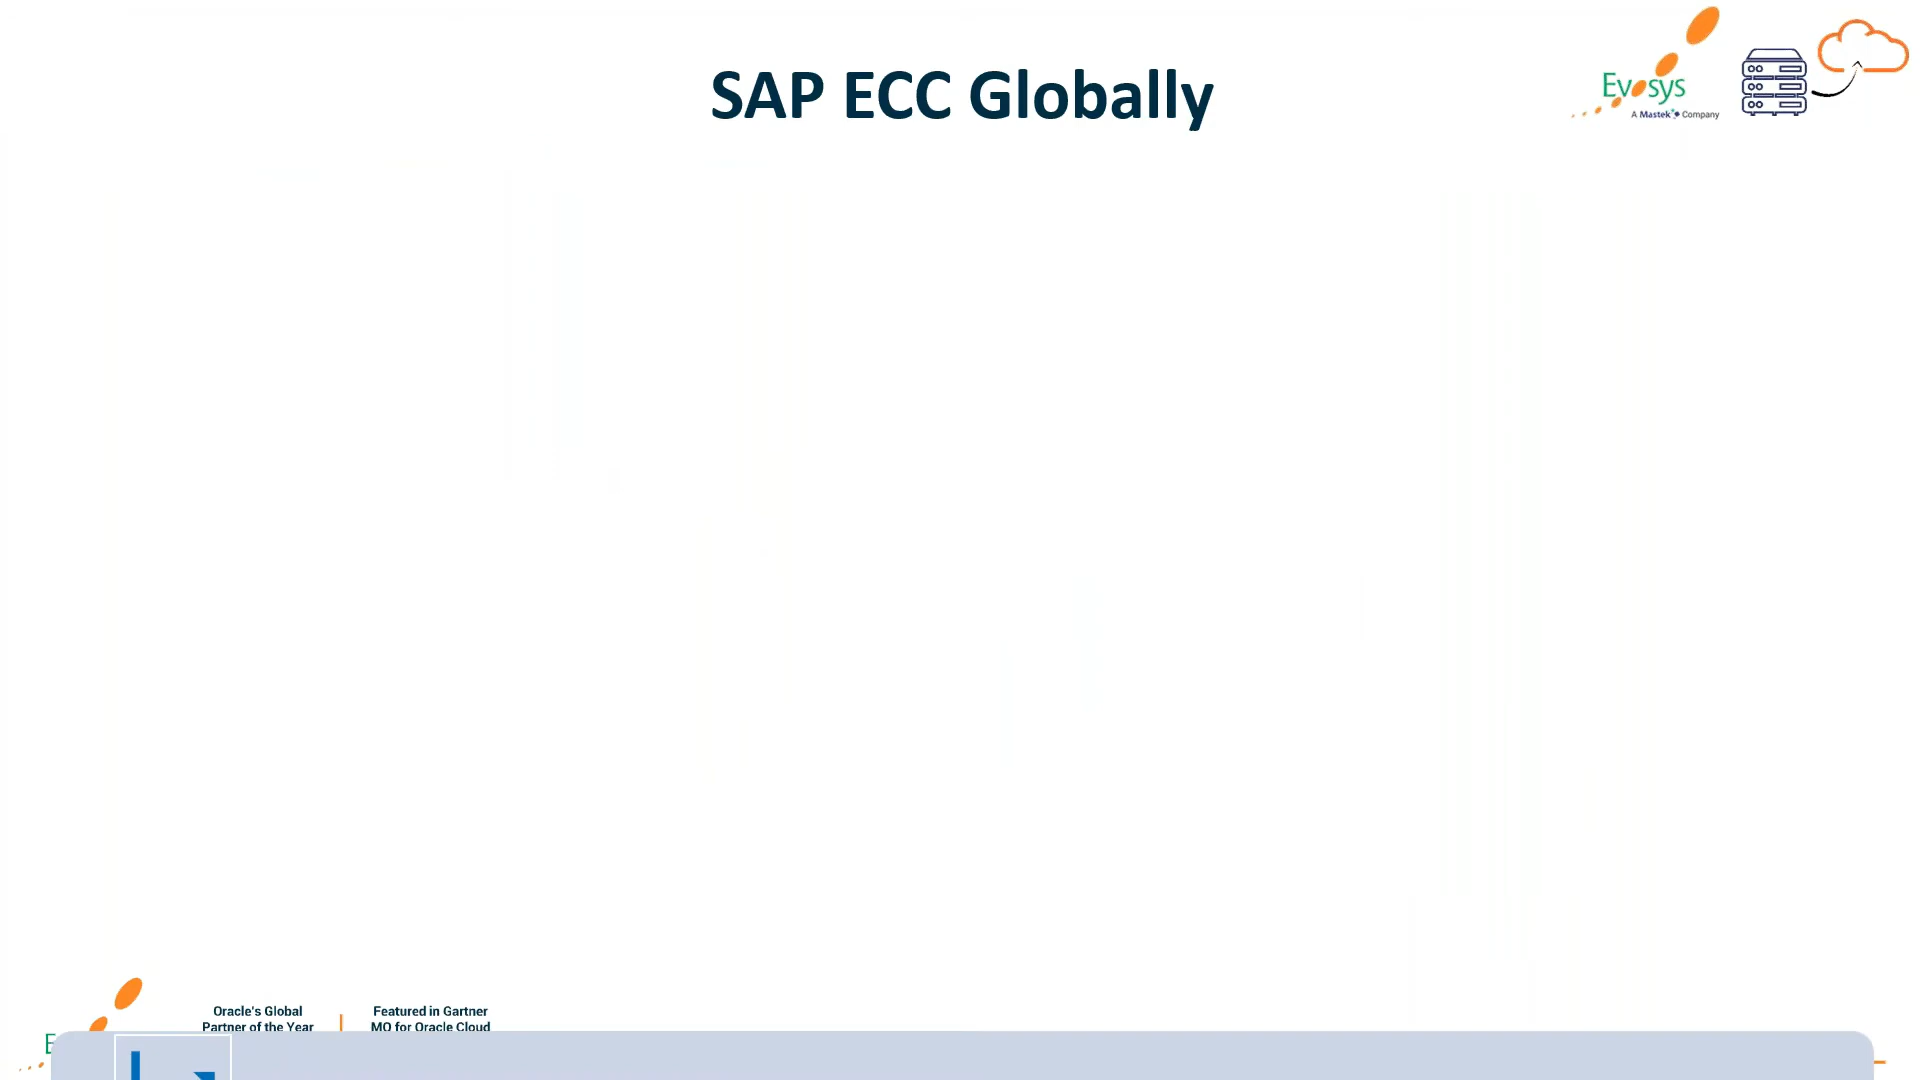 SAP ECC Globally
Evosys
A Mastek Company
Oracle's Global
Partner of the Year
Featured in Gartner
MQ for Oracle Cloud
E